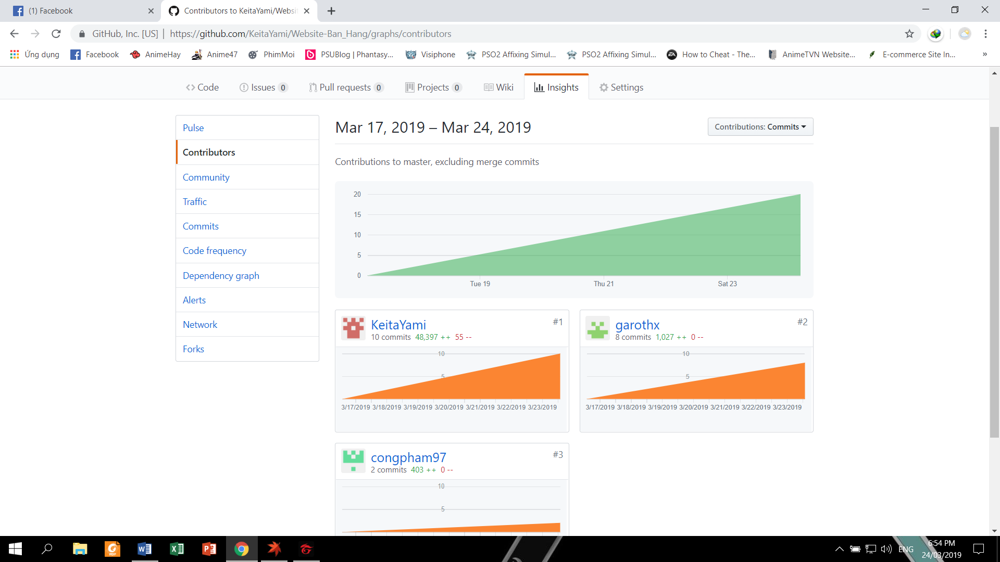 (1) Facebook
Contributors to KeitaYami/Websit
GitHub, Inc. [US] | https://github.com/KeitaYami/Website-Ban_Hang/graphs/contributors
Ứng dụng Facebook AnimeHay Anime47 PhimMoi PSUBlog | Phantasy... Visiphone PSO2 Affixing Simul... PSO2 Affixing Simul... How to Cheat - The... AnimeTVN Website... E-commerce Site In... »
Code Issues 0 Pull requests 0 Projects 0 Wiki Insights Settings
Pulse
Contributors
Community
Traffic
Commits
Code frequency
Dependency graph
Alerts
Network
Forks
Mar 17, 2019 – Mar 24, 2019
Contributions: Commits
Contributions to master, excluding merge commits
20
15
10
5
0
Tue 19 Thu 21 Sat 23
KeitaYami #1
10 commits 48,397 ++ 55 --
10
5
3/17/2019 3/18/2019 3/19/2019 3/20/2019 3/21/2019 3/22/2019 3/23/2019
garothx #2
8 commits 1,027 ++ 0 --
10
5
3/17/2019 3/18/2019 3/19/2019 3/20/2019 3/21/2019 3/22/2019 3/23/2019
congpham97 #3
2 commits 403 ++ 0 --
10
5
ENG
6:54 PM
24/03/2019